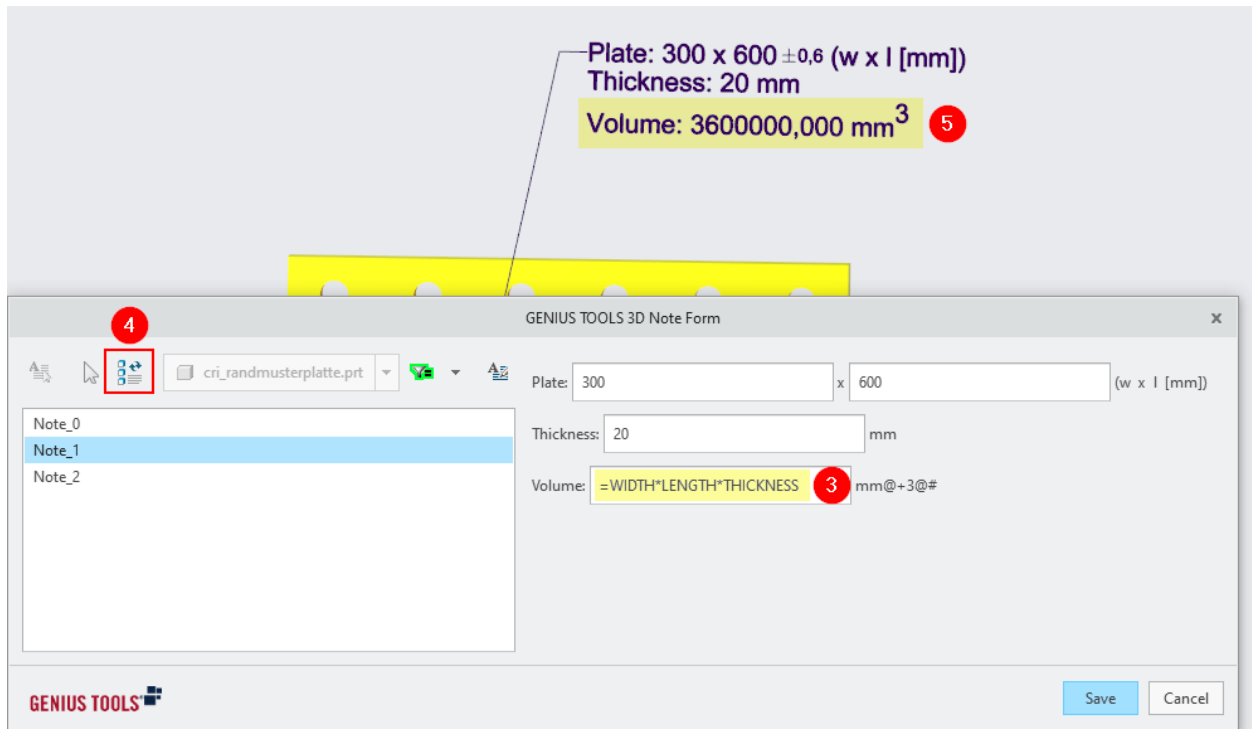 Plate: 300 x 600 ±0,6 (w x l [mm])
Thickness: 20 mm
Volume: 3600000,000 mm3
5
GENIUS TOOLS 3D Note Form
x
4
cri_randmusterplatte.prt
Plate: 300 x 600 (w x l [mm])
Note_0
Note_1
Note_2
Thickness: 20 mm
Volume: =WIDTH*LENGTH*THICKNESS 3 mm@+3@#
GENIUS TOOLS
Save
Cancel